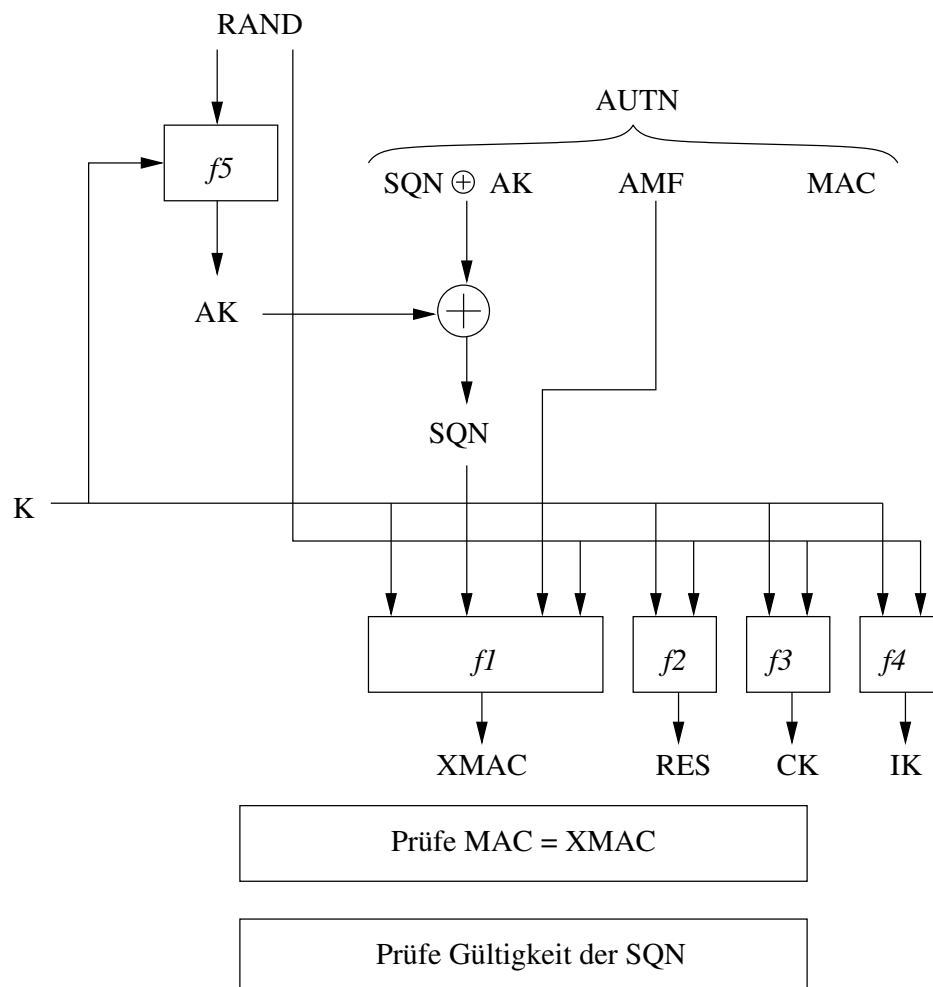 RAND
AUTN
f5
SQN ⊕ AK AMF MAC
AK
SQN
K
f1 f2 f3 f4
XMAC RES CK IK
Prüfe MAC = XMAC
Prüfe Gültigkeit der SQN